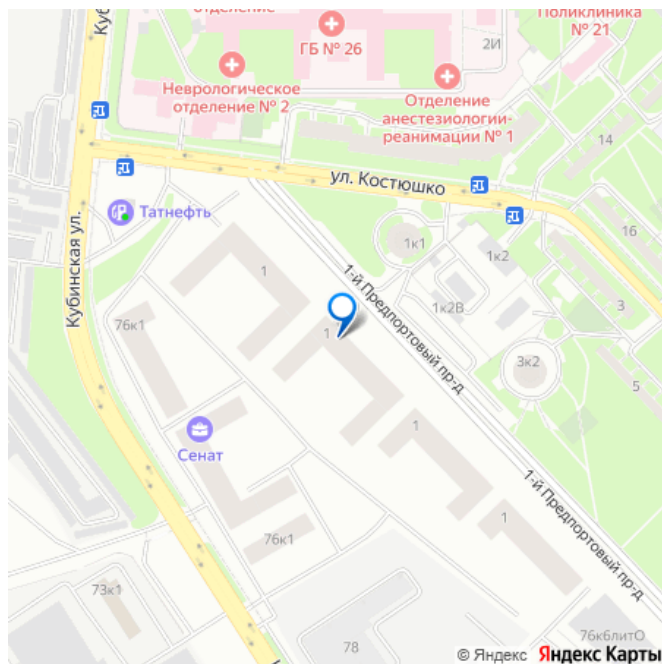 отделение
ГБ № 26
2И
Поликлиника
№ 21
Куб
Неврологическое
отделение № 2
Отделение
анестезиологии-
реанимации № 1
14
ул. Костюшко
Татнефть
16
1к1
1к2
Кубинская ул.
1
1-й Предпортовый пр-д
1к2В
3
76к1
1
3к2
5
1
Сенат
1-й Предпортовый пр-д
1
76к1
73к1
78
76к6литО
© Яндекс Яндекс Карты